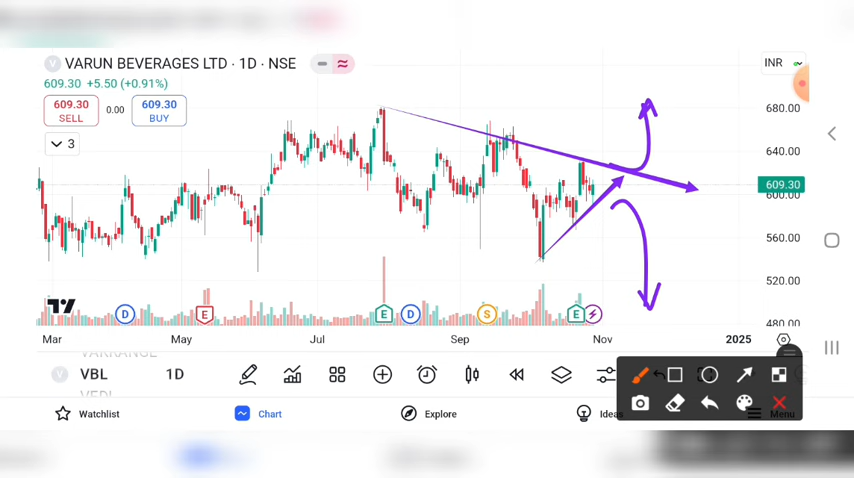 V VARUN BEVERAGES LTD · 1D · NSE
INR
609.30 +5.50 (+0.91%)
609.30
SELL
0.00
609.30
BUY
3
680.00
640.00
609.30
600.00
560.00
520.00
480.00
D E E D S E
Mar May Jul Sep Nov 2025
V VBL 1D
Watchlist Chart Explore Ideas Menu